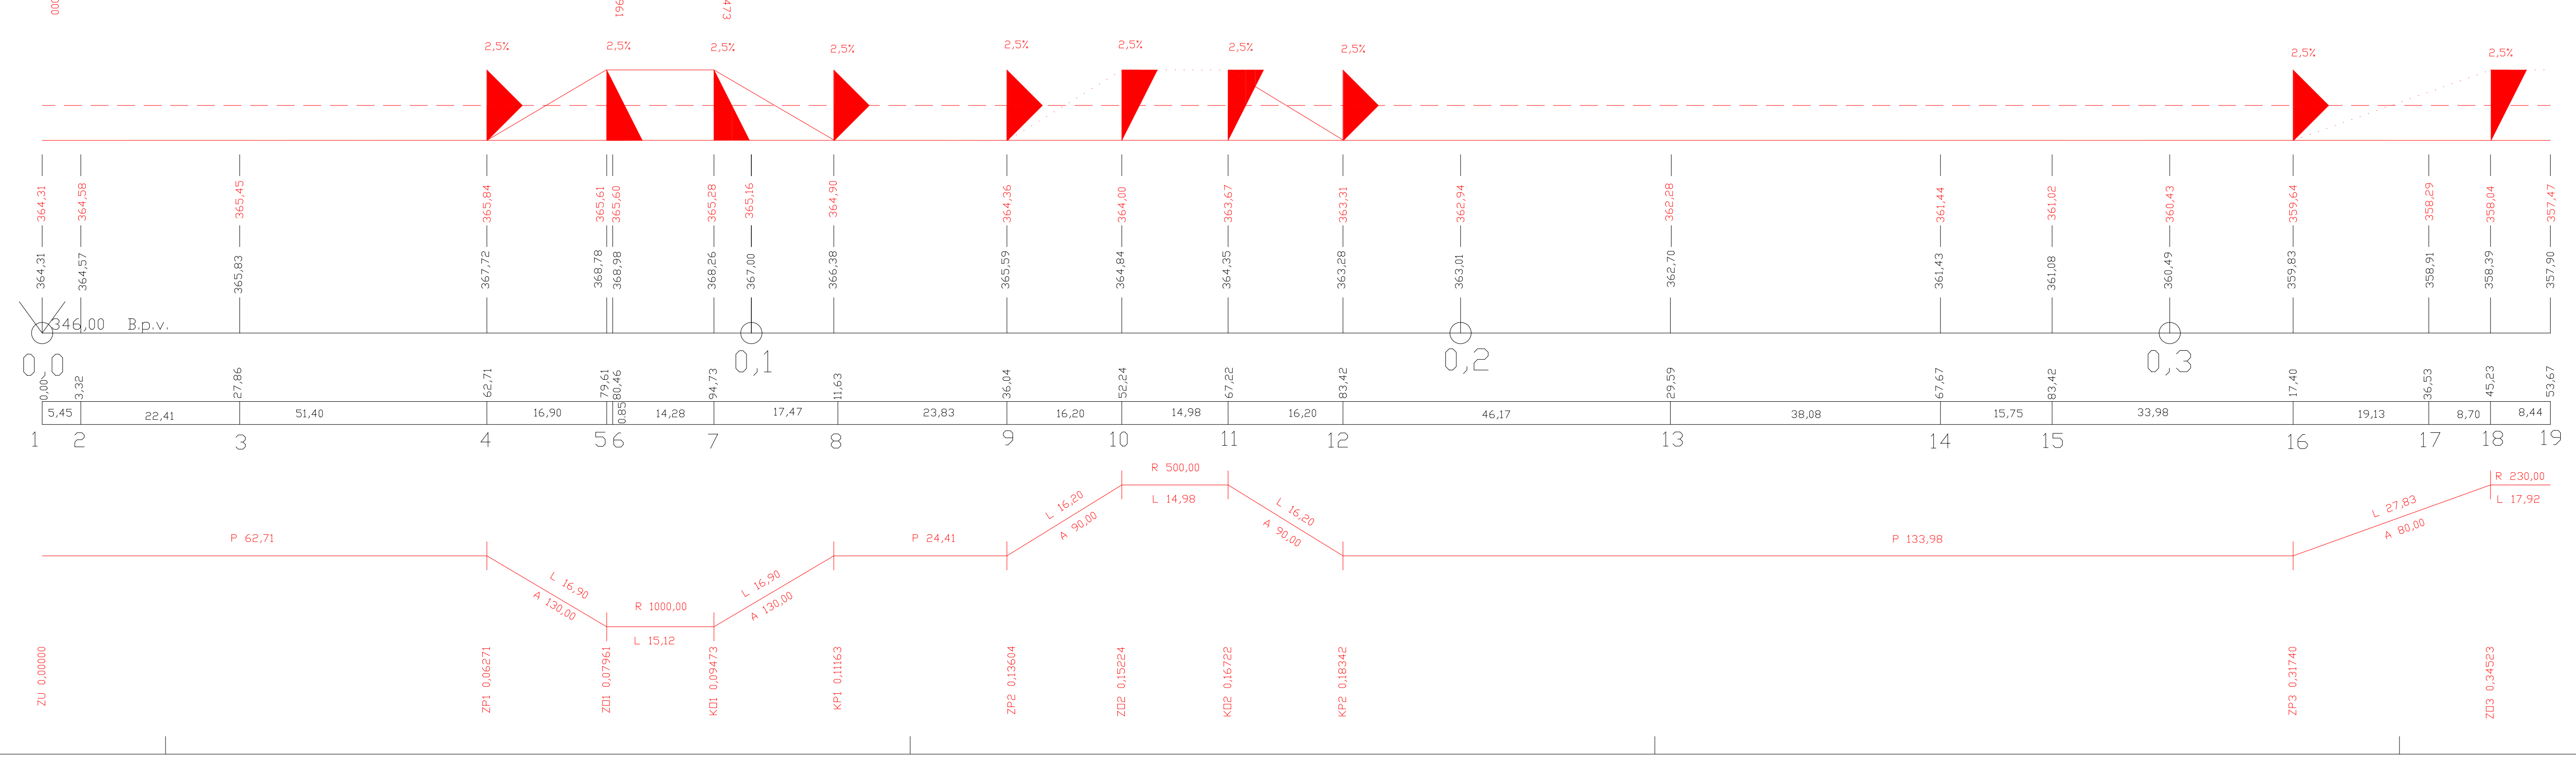 000 961 473
2,5% 2,5% 2,5% 2,5% 2,5% 2,5% 2,5% 2,5% 2,5% 2,5%
364,31 364,58 365,45 365,84 365,61 365,60 365,28 365,16 364,90 364,36 364,00 363,67 363,31 362,94 362,28 361,44 361,02 360,43 359,64 358,29 358,04 357,47
364,31 364,57 365,83 367,72 368,78 368,98 368,26 367,00 366,38 365,59 364,84 364,35 363,28 363,01 362,70 361,43 361,08 360,49 359,83 358,91 358,39 357,90
346,00 B.p.v.
0,0 0,1 0,2 0,3
0,00 3,32 27,86 62,71 79,61 80,46 94,73 11,63 36,04 52,24 67,22 83,42 29,59 67,67 83,42 17,40 36,53 45,23 53,67
5,45 22,41 51,40 16,90 0.85 14,28 17,47 23,83 16,20 14,98 16,20 46,17 38,08 15,75 33,98 19,13 8,70 8,44
1 2 3 4 5 6 7 8 9 10 11 12 13 14 15 16 17 18 19
R 500,00 R 230,00
L 16,20 L 14,98 L 16,20 L 27,83 L 17,92
A 90,00 A 90,00 A 80,00
P 62,71 P 24,41 P 133,98
L 16,90 L 16,90
A 130,00 R 1000,00 A 130,00
L 15,12
ZU 0,00000 ZP1 0,06271 ZO1 0,07961 KO1 0,09473 KP1 0,11163 ZP2 0,13604 ZO2 0,15224 KO2 0,16722 KP2 0,18342 ZP3 0,31740 ZO3 0,34523